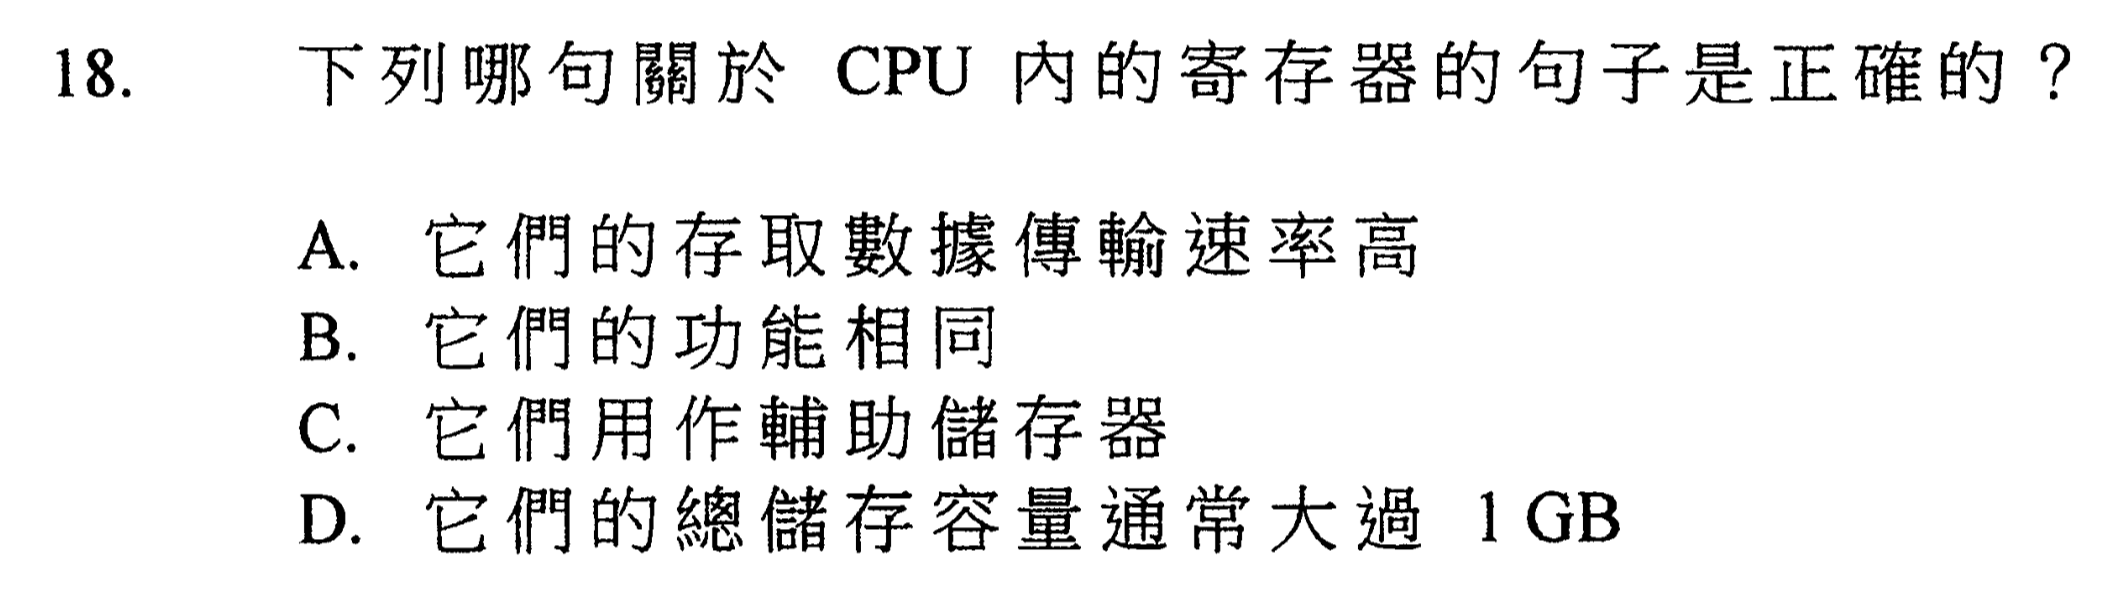 18. 下列哪句關於 CPU 內的寄存器的句子是正確的？
A. 它們的存取數據傳輸速率高
B. 它們的功能相同
C. 它們用作輔助儲存器
D. 它們的總儲存容量通常大過 1 GB